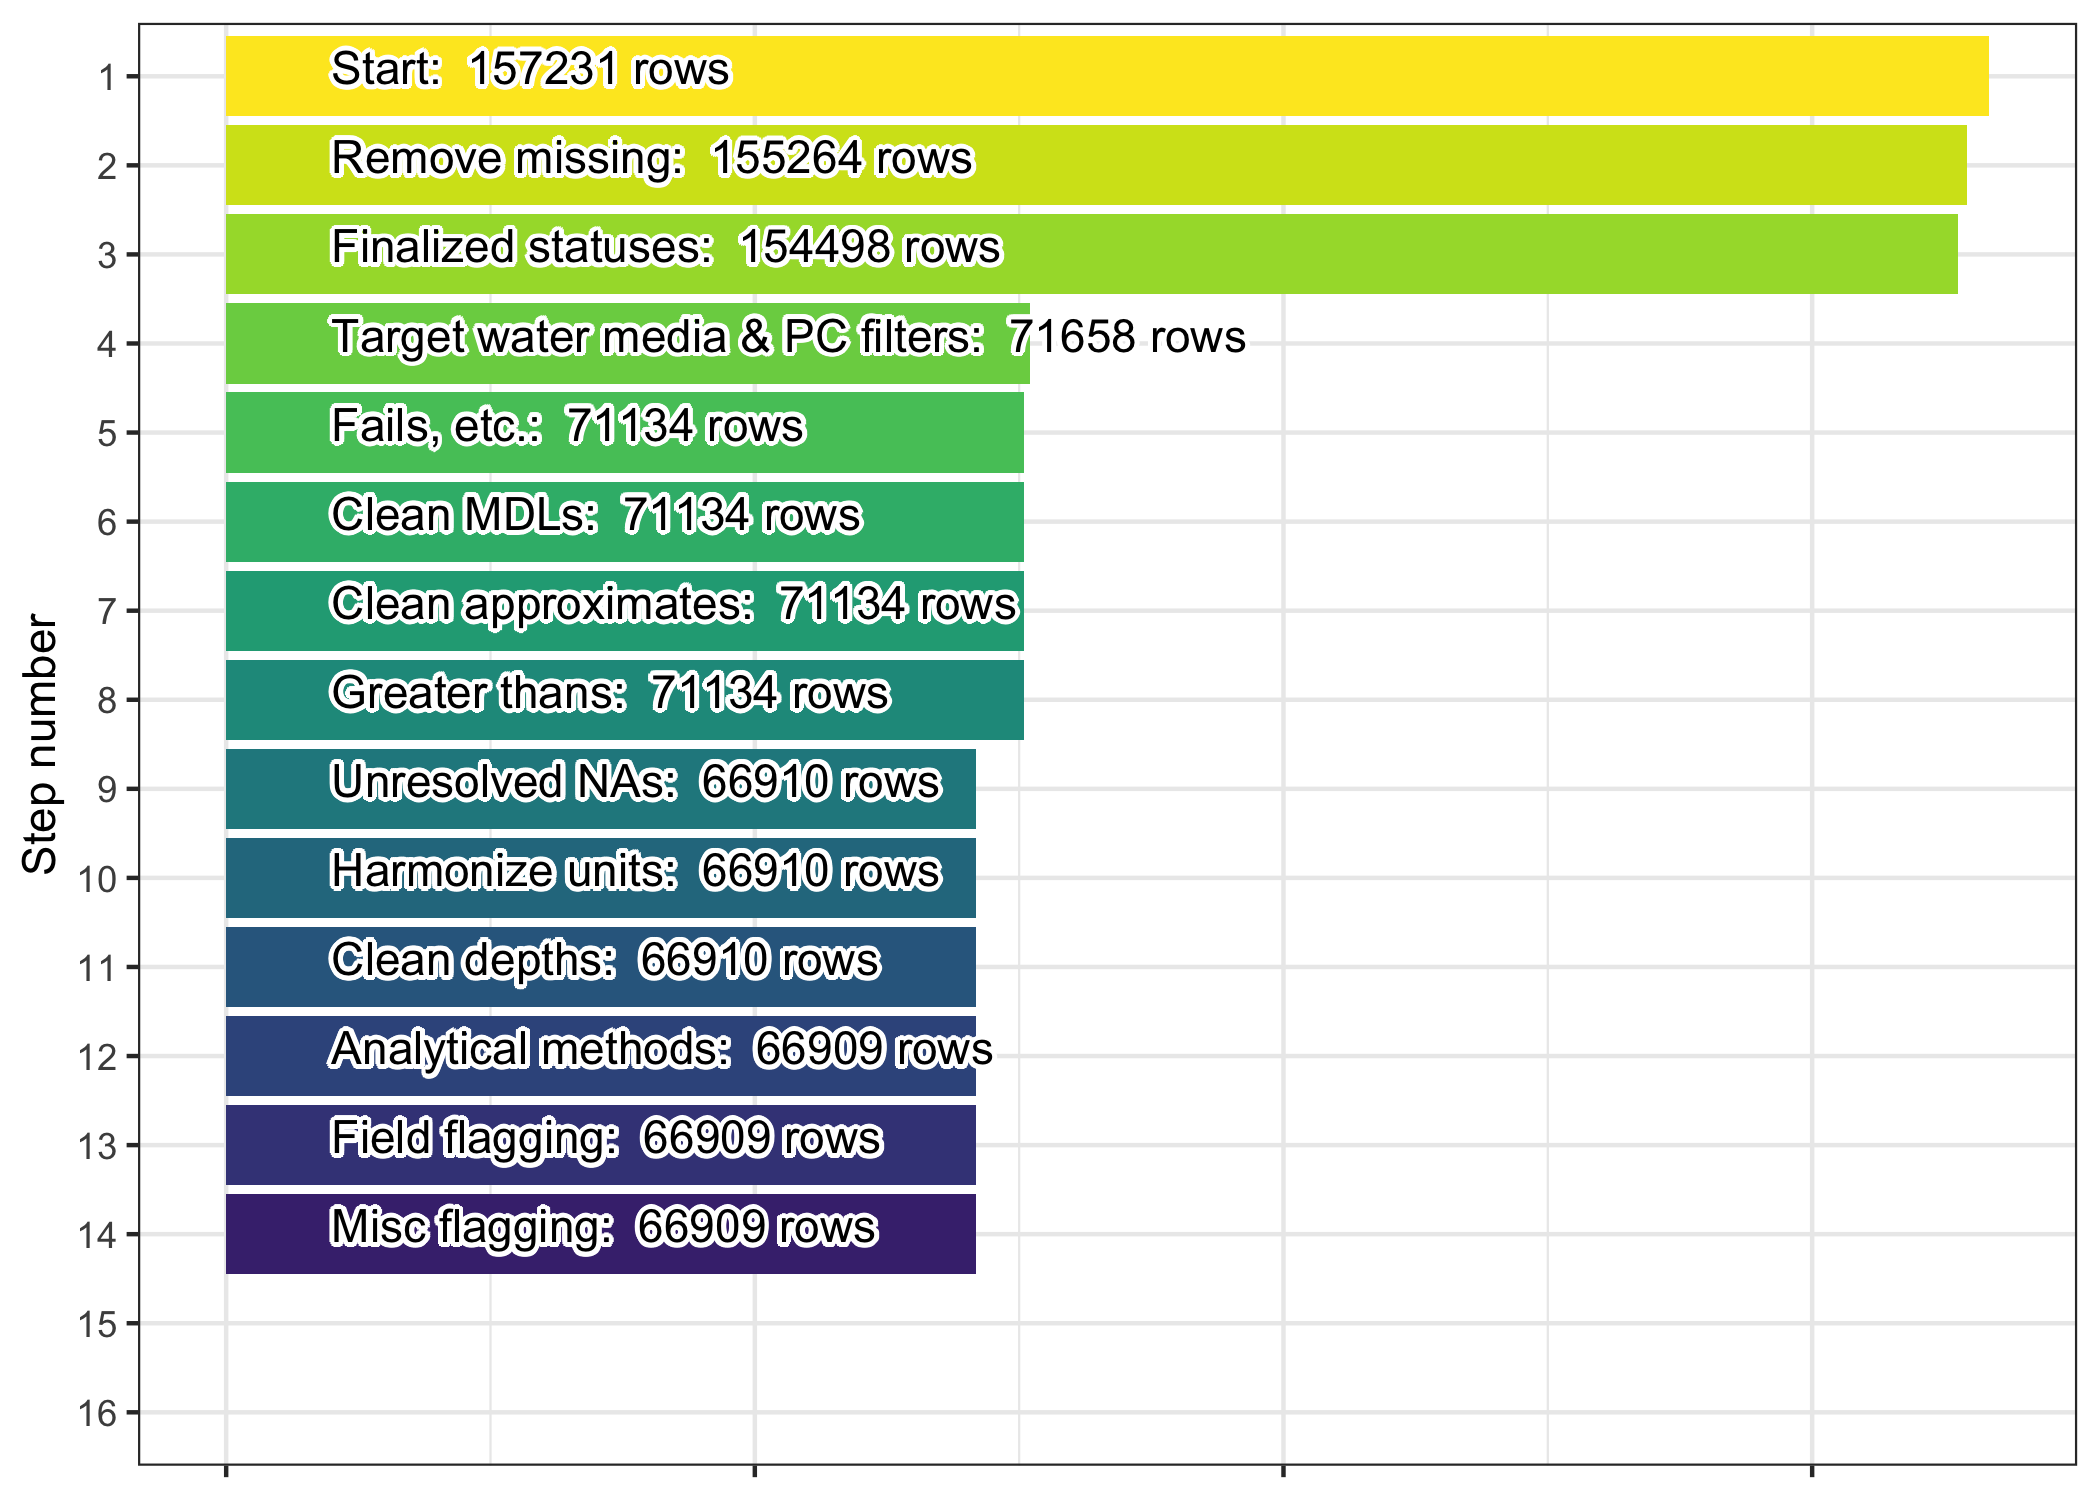 1
Start:  157231 rows
2
Remove missing:  155264 rows
3
Finalized statuses:  154498 rows
4
Target water media & PC filters:  71658 rows
5
Fails, etc.:  71134 rows
6
Clean MDLs:  71134 rows
7
Clean approximates:  71134 rows
8
Greater thans:  71134 rows
9
Unresolved NAs:  66910 rows
10
Harmonize units:  66910 rows
11
Clean depths:  66910 rows
12
Analytical methods:  66909 rows
13
Field flagging:  66909 rows
14
Misc flagging:  66909 rows
15
16
Step number